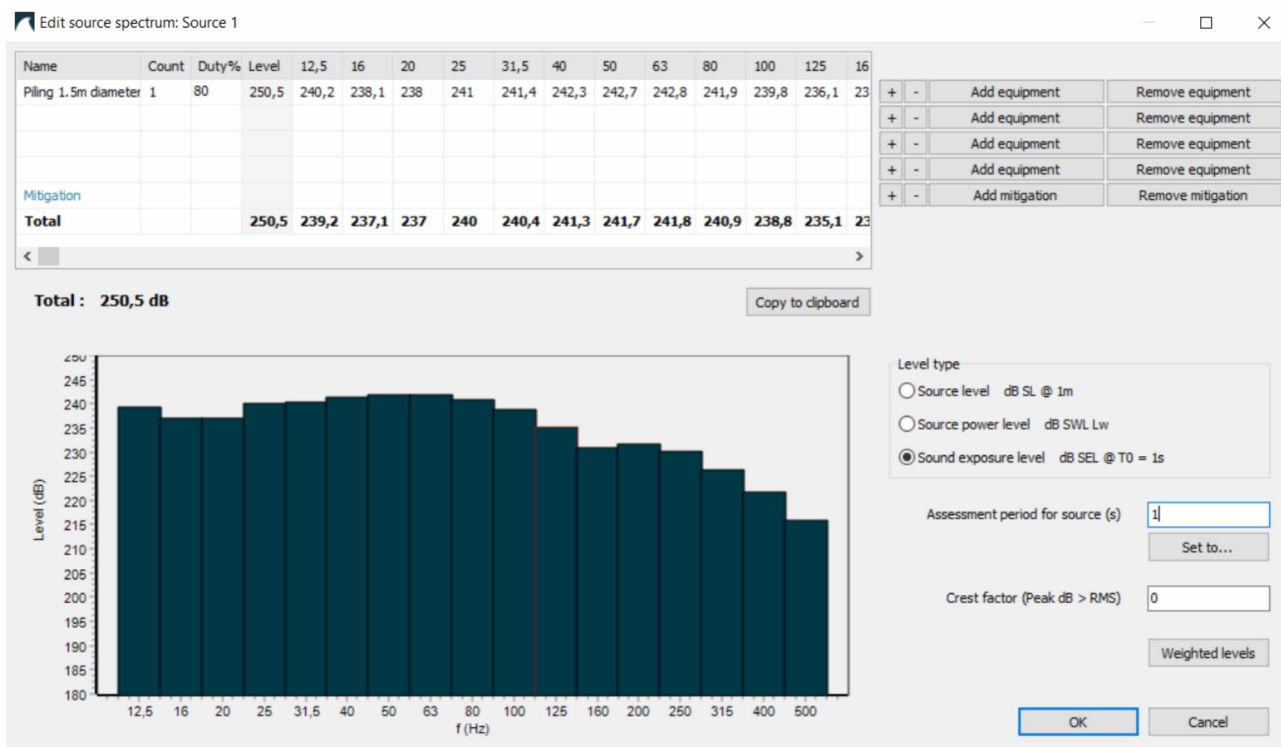 Edit source spectrum: Source 1
Name Count Duty% Level 12,5 16 20 25 31,5 40 50 63 80 100 125 16
Piling 1.5m diameter 1 80 250,5 240,2 238,1 238 241 241,4 242,3 242,7 242,8 241,9 239,8 236,1 23
+ - Add equipment Remove equipment
+ - Add equipment Remove equipment
+ - Add equipment Remove equipment
+ - Add equipment Remove equipment
Mitigation
+ - Add mitigation Remove mitigation
Total 250,5 239,2 237,1 237 240 240,4 241,3 241,7 241,8 240,9 238,8 235,1 23
Total : 250,5 dB
Copy to clipboard
Level (dB)
250
245
240
235
230
225
220
215
210
205
200
195
190
185
180
12,5 16 20 25 31,5 40 50 63 80 100 125 160 200 250 315 400 500
f (Hz)
Level type
Source level dB SL @ 1m
Source power level dB SWL Lw
Sound exposure level dB SEL @ T0 = 1s
Assessment period for source (s) 1
Set to...
Crest factor (Peak dB > RMS) 0
Weighted levels
OK Cancel